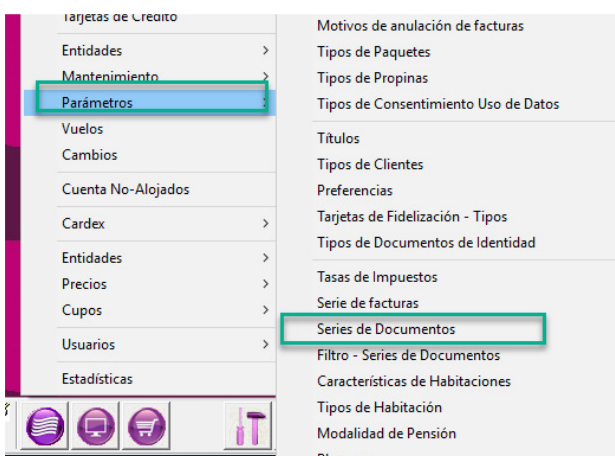 Tarjetas de Crédito
Entidades
Mantenimiento
Parámetros
Vuelos
Cambios
Cuenta No-Alojados
Cardex
Entidades
Precios
Cupos
Usuarios
Estadísticas
Motivos de anulación de facturas
Tipos de Paquetes
Tipos de Propinas
Tipos de Consentimiento Uso de Datos
Títulos
Tipos de Clientes
Preferencias
Tarjetas de Fidelización - Tipos
Tipos de Documentos de Identidad
Tasas de Impuestos
Serie de facturas
Series de Documentos
Filtro - Series de Documentos
Características de Habitaciones
Tipos de Habitación
Modalidad de Pensión